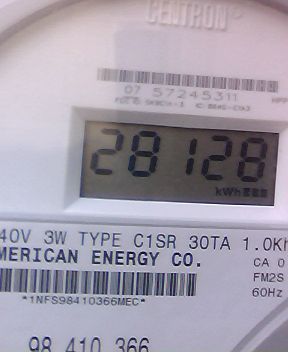 CENTRON®
07 57245311
28128
kWh
40V 3W TYPE C1SR 30TA 1.0Kh
MERICAN ENERGY CO.
CA 0
FM2S
60Hz
*1NFS98410366MEC*
98 410 366